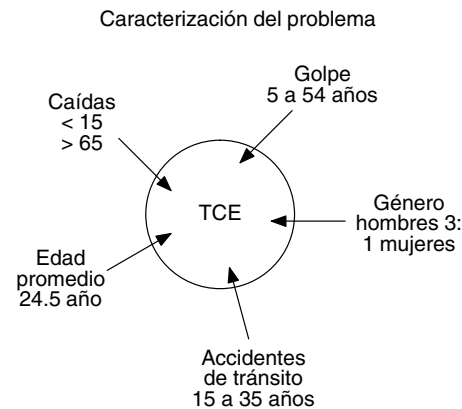 Caracterización del problema
Golpe
5 a 54 años
Caídas
< 15
> 65
TCE
Género
hombres 3:
1 mujeres
Edad
promedio
24.5 año
Accidentes
de tránsito
15 a 35 años